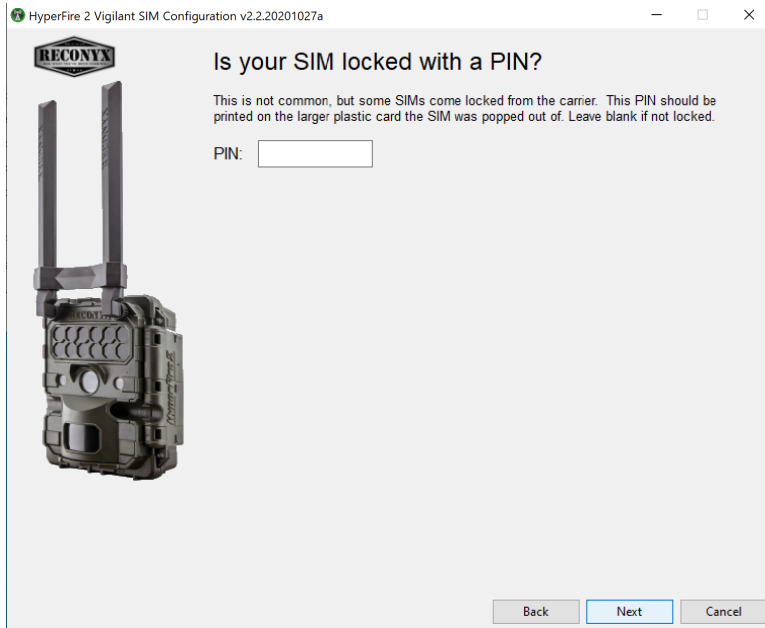 HyperFire 2 Vigilant SIM Configuration v2.2.20201027a
RECONYX
Is your SIM locked with a PIN?
This is not common, but some SIMs come locked from the carrier. This PIN should be
printed on the larger plastic card the SIM was popped out of. Leave blank if not locked.
PIN:
RECONYX
Back
Next
Cancel